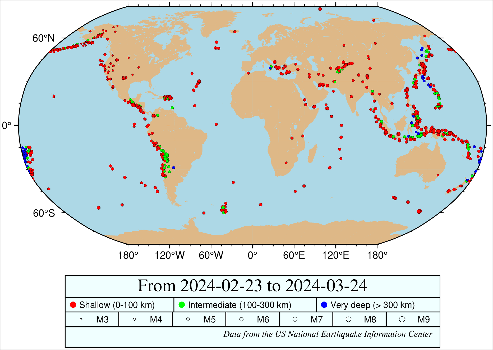 60°N
0°
60°S
180° 120°W 60°W 0° 60°E 120°E 180°
From 2024-02-23 to 2024-03-24
Shallow (0-100 km) Intermediate (100-300 km) Very deep (> 300 km)
M3 M4 M5 M6 M7 M8 M9
Data from the US National Earthquake Information Center